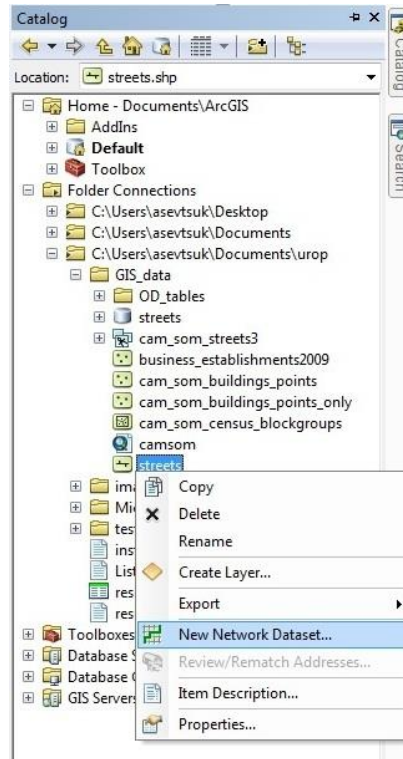 Catalog
Location: streets.shp
Home - Documents\ArcGIS
AddIns
Default
Toolbox
Folder Connections
C:\Users\asevtsuk\Desktop
C:\Users\asevtsuk\Documents
C:\Users\asevtsuk\Documents\urop
GIS_data
OD_tables
streets
cam_som_streets3
business_establishments2009
cam_som_buildings_points
cam_som_buildings_points_only
cam_som_census_blockgroups
camsom
streets
Copy
Delete
Rename
Create Layer...
Export
New Network Dataset...
Review/Rematch Addresses...
Item Description...
Properties...
Toolboxes
Database
Database
GIS Servers
Catalog
Search